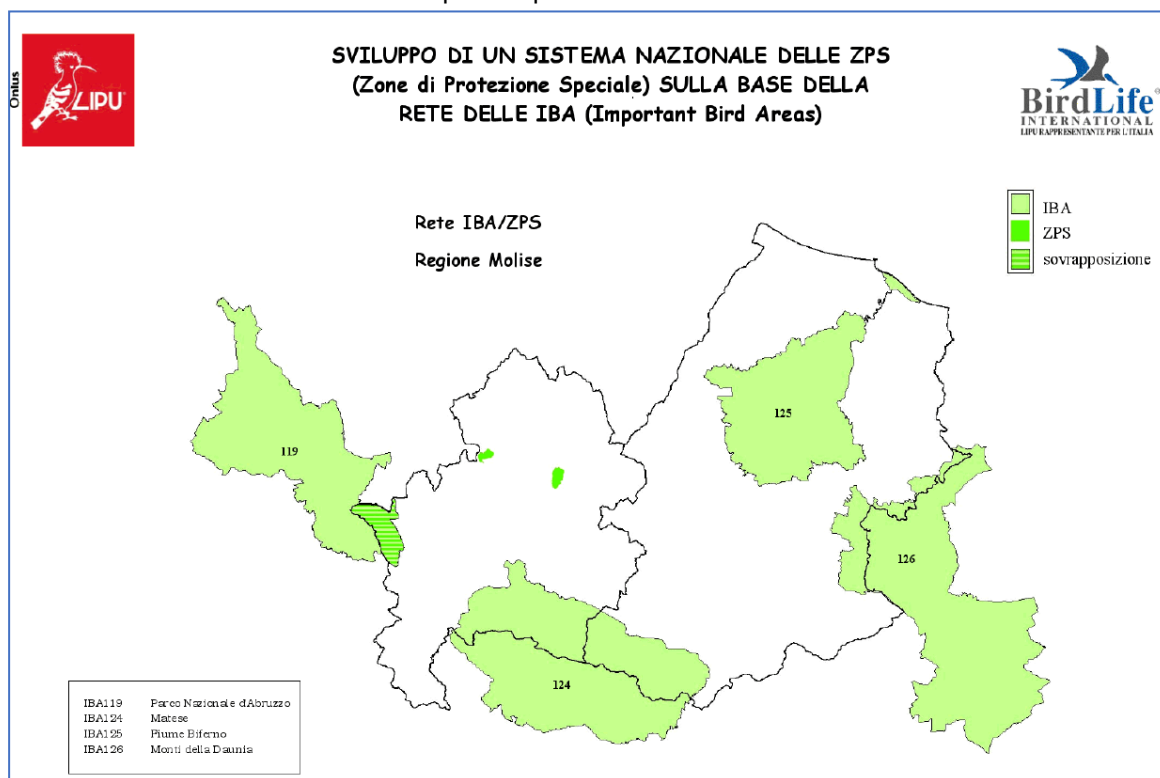 Onlus
LIPU
SVILUPPO DI UN SISTEMA NAZIONALE DELLE ZPS
(Zone di Protezione Speciale) SULLA BASE DELLA
RETE DELLE IBA (Important Bird Areas)
BirdLife®
INTERNATIONAL
LIPU RAPPRESENTANTE PER L'ITALIA
Rete IBA/ZPS
Regione Molise
IBA
ZPS
sovrapposizione
119
125
126
124
IBA119 Parco Nazionale d'Abruzzo
IBA124 Matese
IBA125 Fiume Biferno
IBA126 Monti della Daunia